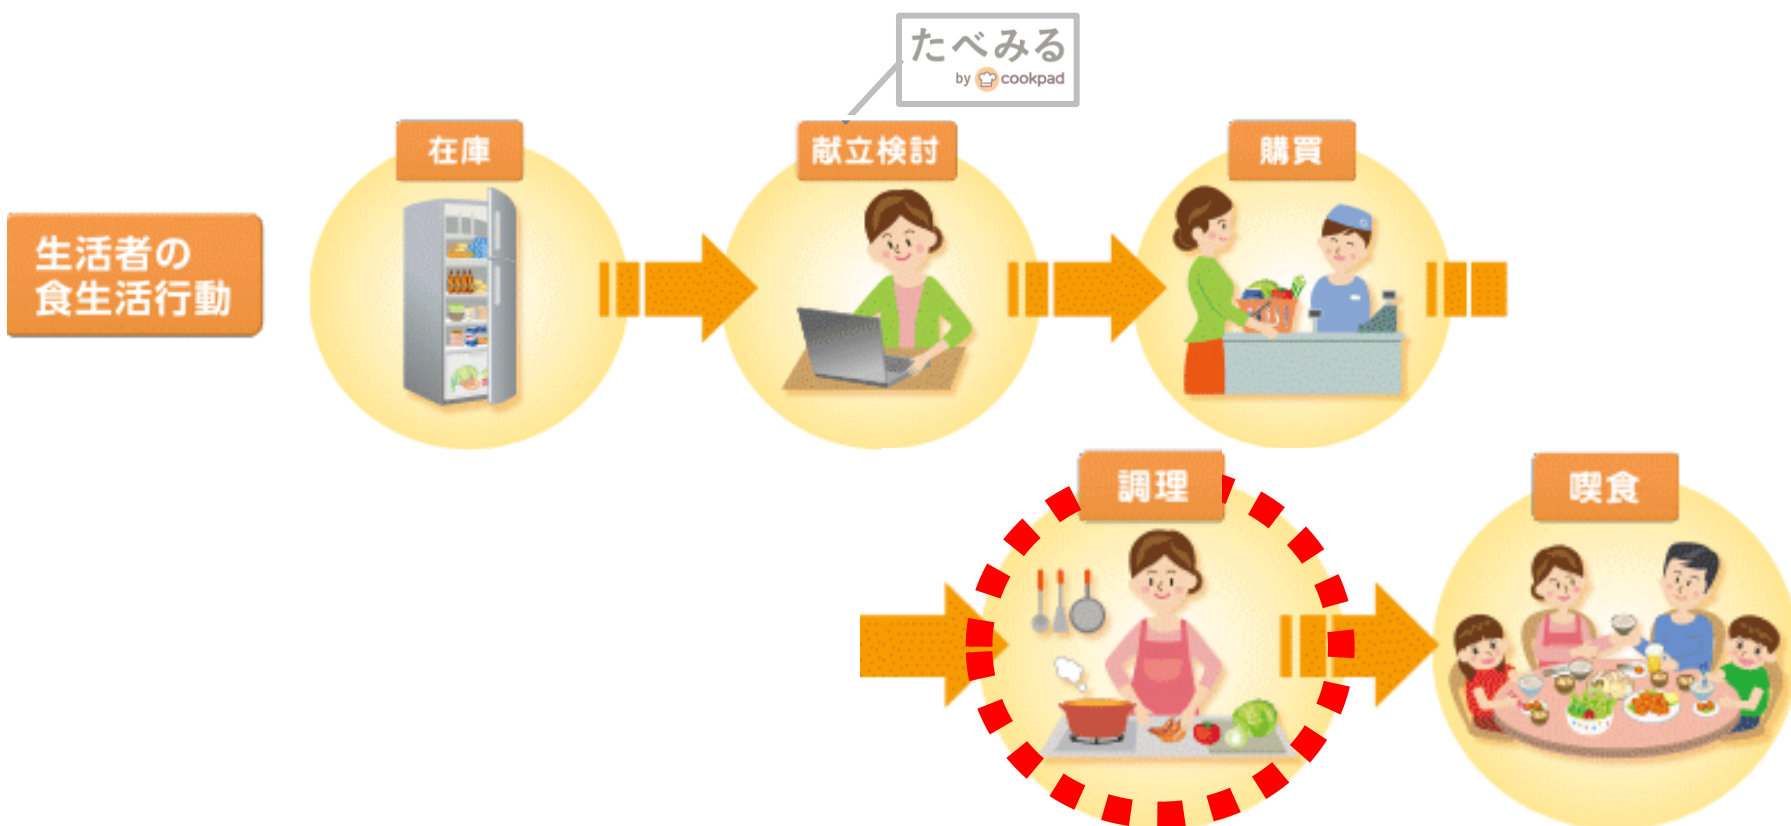 たべみる
by cookpad
在庫
献立検討
購買
生活者の
食生活行動
調理
喫食